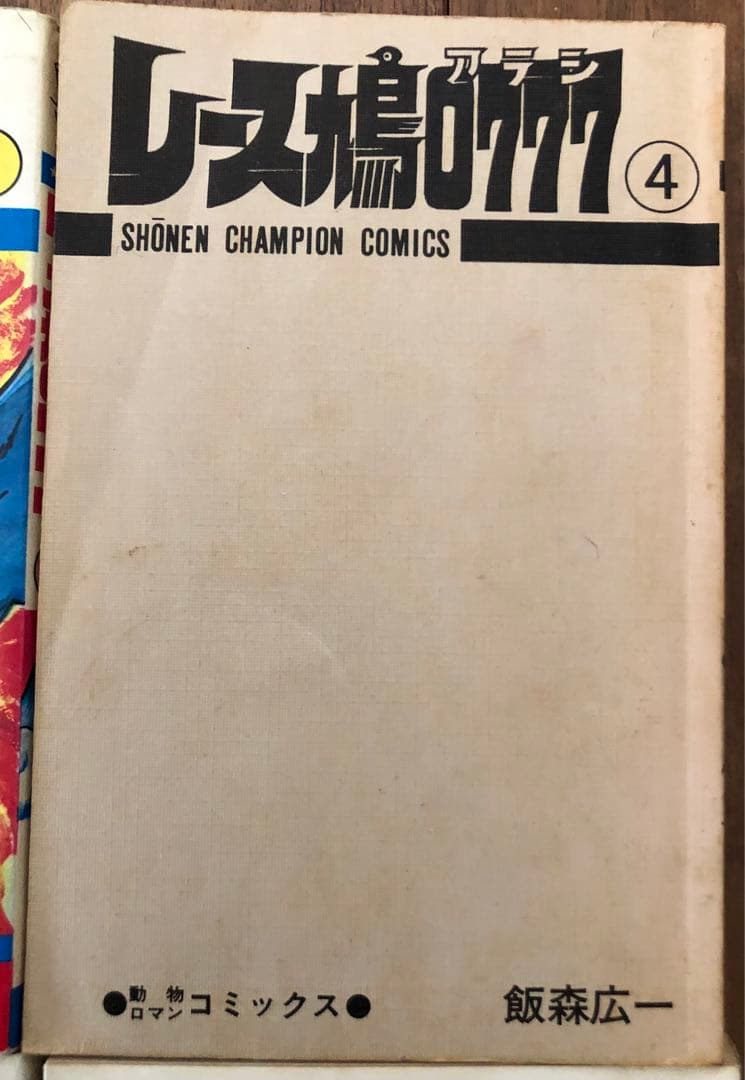 アラシ
レース鳩0777
④
SHŌNEN CHAMPION COMICS
●動物ロマンコミックス●
飯森広一